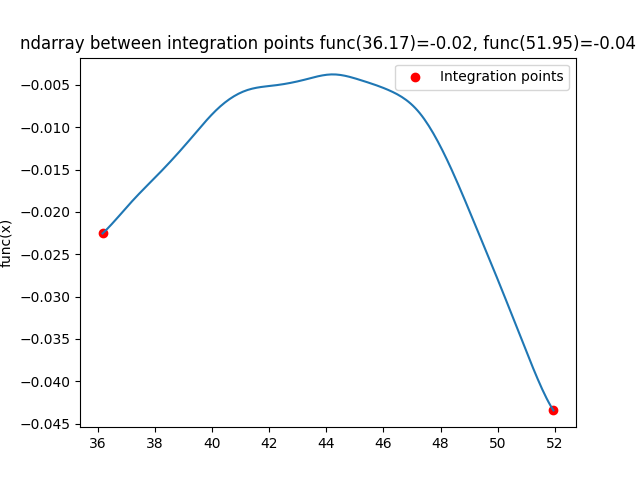 ndarray between integration points func(36.17)=-0.02, func(51.95)=-0.04
Integration points
func(x)
−0.005
−0.010
−0.015
−0.020
−0.025
−0.030
−0.035
−0.040
−0.045
36 38 40 42 44 46 48 50 52